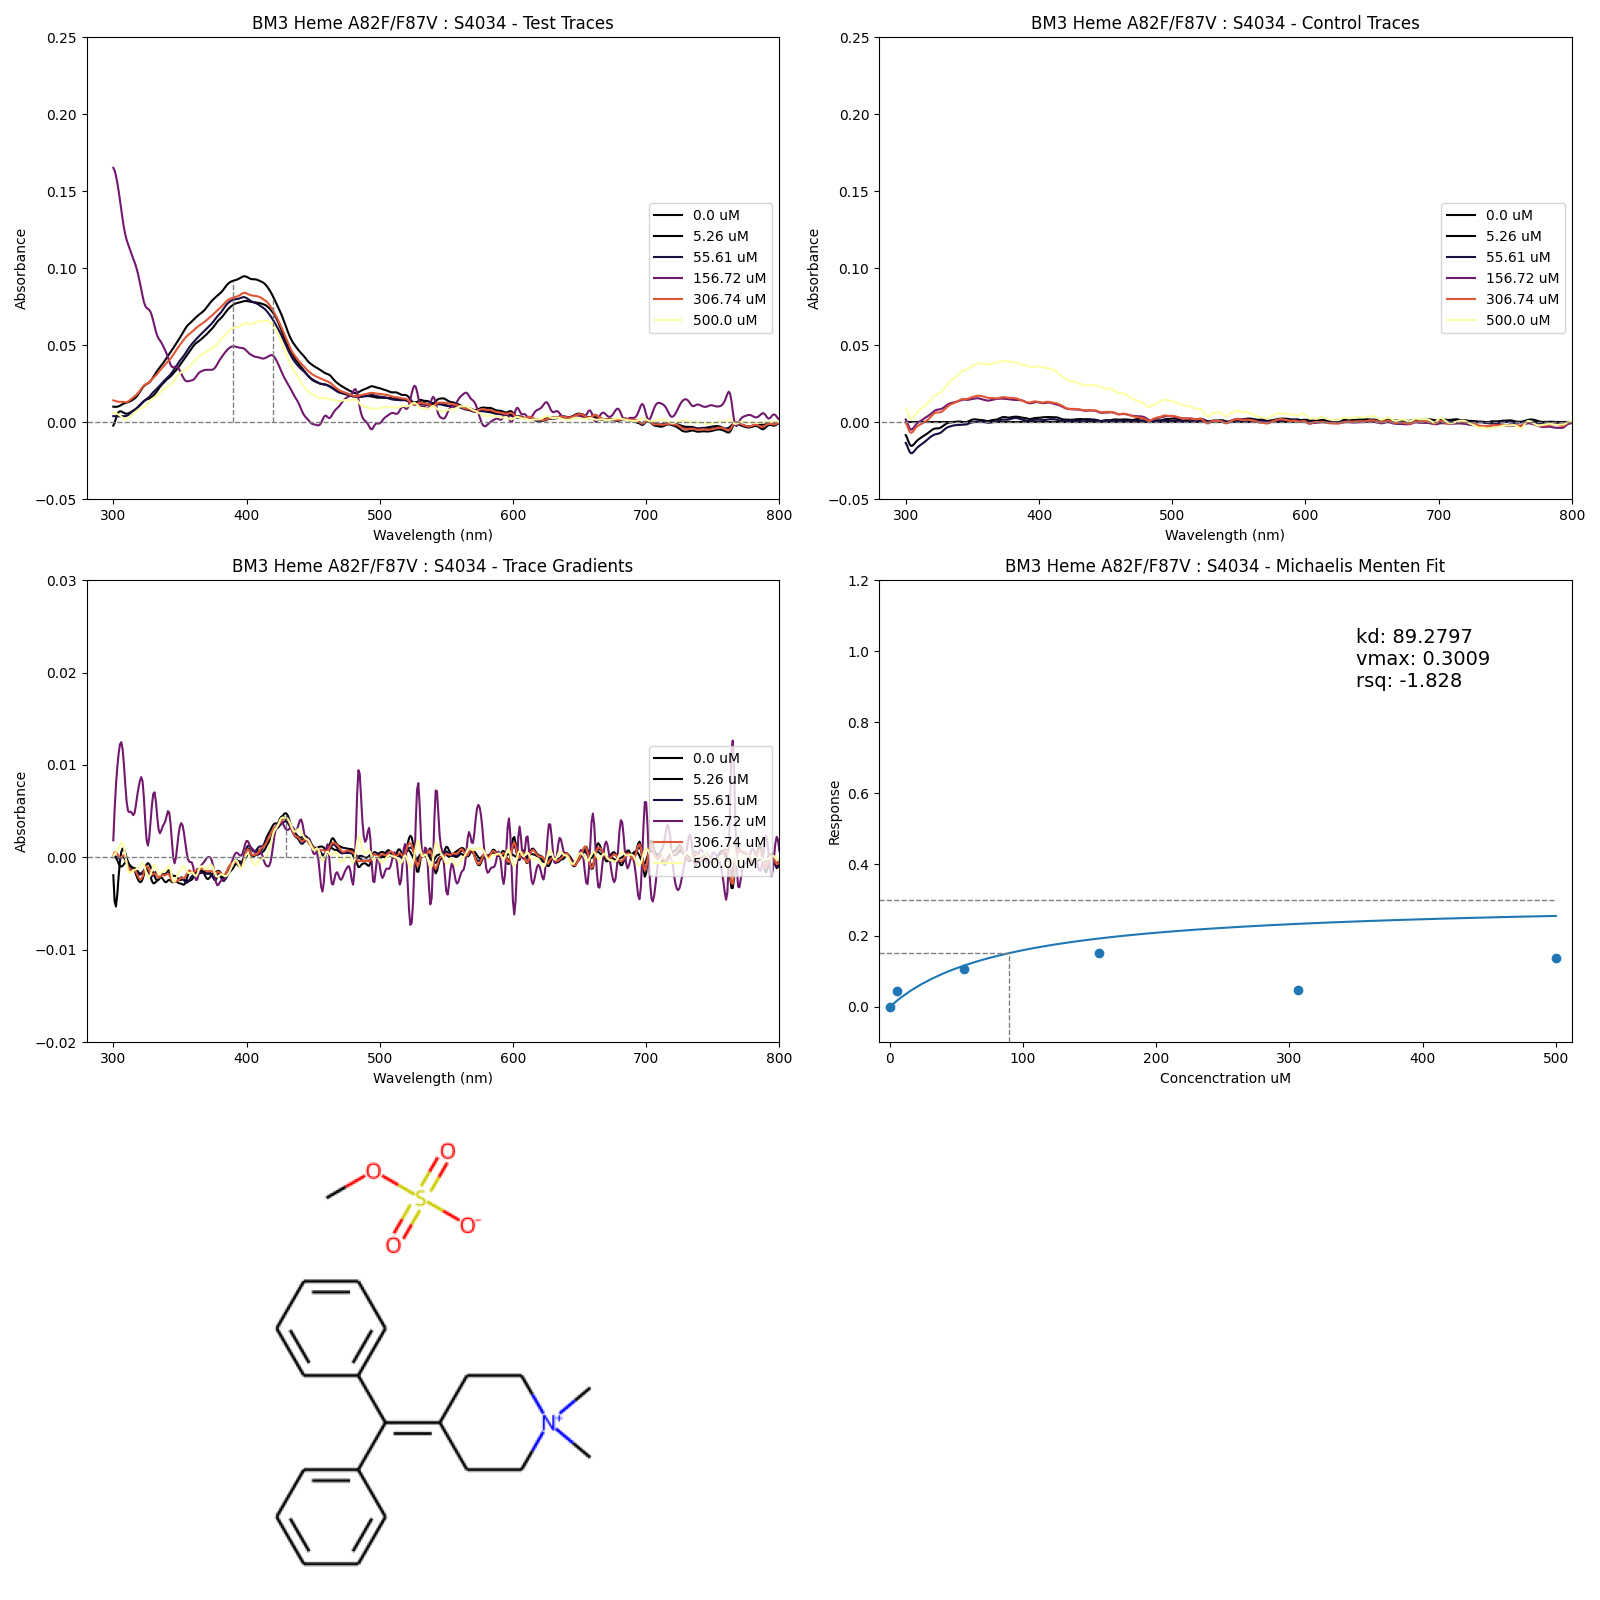 BM3 Heme A82F/F87V : S4034 - Test Traces
0.25
0.20
0.15
0.10
0.05
0.00
−0.05
Absorbance
300 400 500 600 700 800
Wavelength (nm)
0.0 uM
5.26 uM
55.61 uM
156.72 uM
306.74 uM
500.0 uM
BM3 Heme A82F/F87V : S4034 - Control Traces
0.25
0.20
0.15
0.10
0.05
0.00
−0.05
Absorbance
300 400 500 600 700 800
Wavelength (nm)
0.0 uM
5.26 uM
55.61 uM
156.72 uM
306.74 uM
500.0 uM
BM3 Heme A82F/F87V : S4034 - Trace Gradients
0.03
0.02
0.01
0.00
−0.01
−0.02
Absorbance
300 400 500 600 700 800
Wavelength (nm)
0.0 uM
5.26 uM
55.61 uM
156.72 uM
306.74 uM
500.0 uM
BM3 Heme A82F/F87V : S4034 - Michaelis Menten Fit
1.2
1.0
0.8
0.6
0.4
0.2
0.0
Response
kd: 89.2797
vmax: 0.3009
rsq: -1.828
0 100 200 300 400 500
Concenctration uM
O
O
S
O-
O
N+